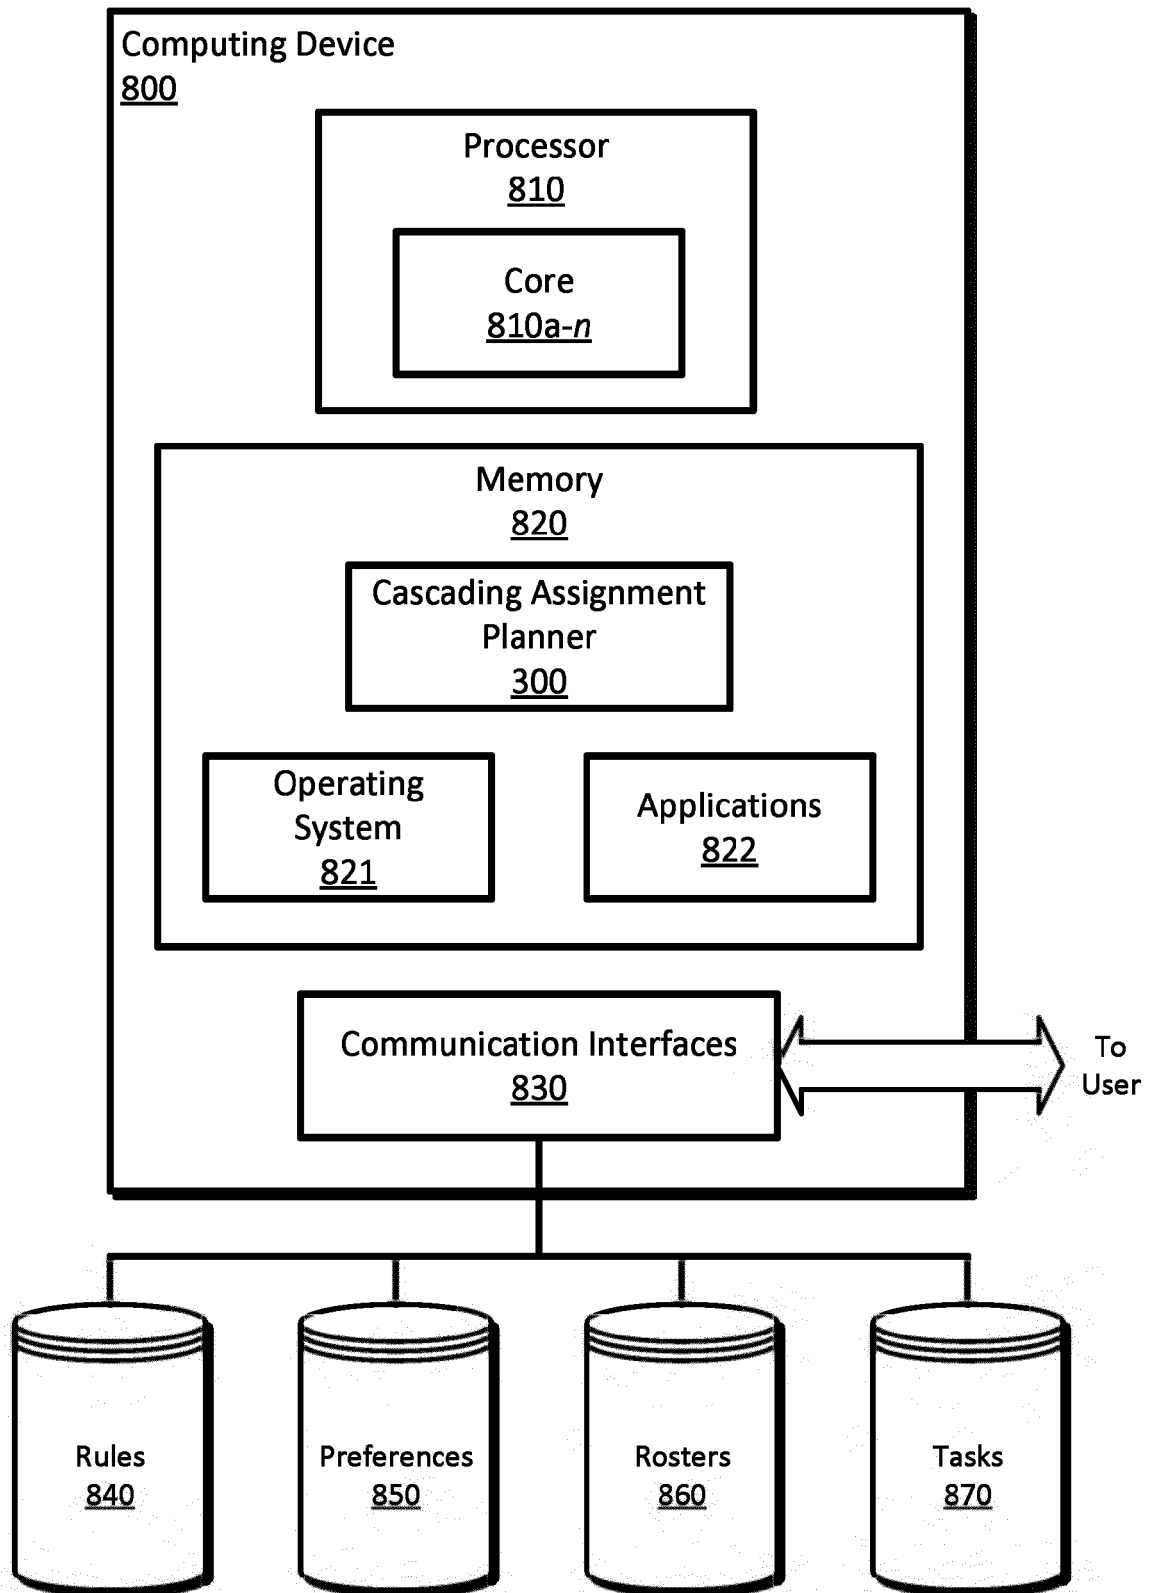 Computing Device
800
Processor
810
Core
810a-n
Memory
820
Cascading Assignment
Planner
300
Operating
System
821
Applications
822
Communication Interfaces
830
To
User
Rules
840
Preferences
850
Rosters
860
Tasks
870